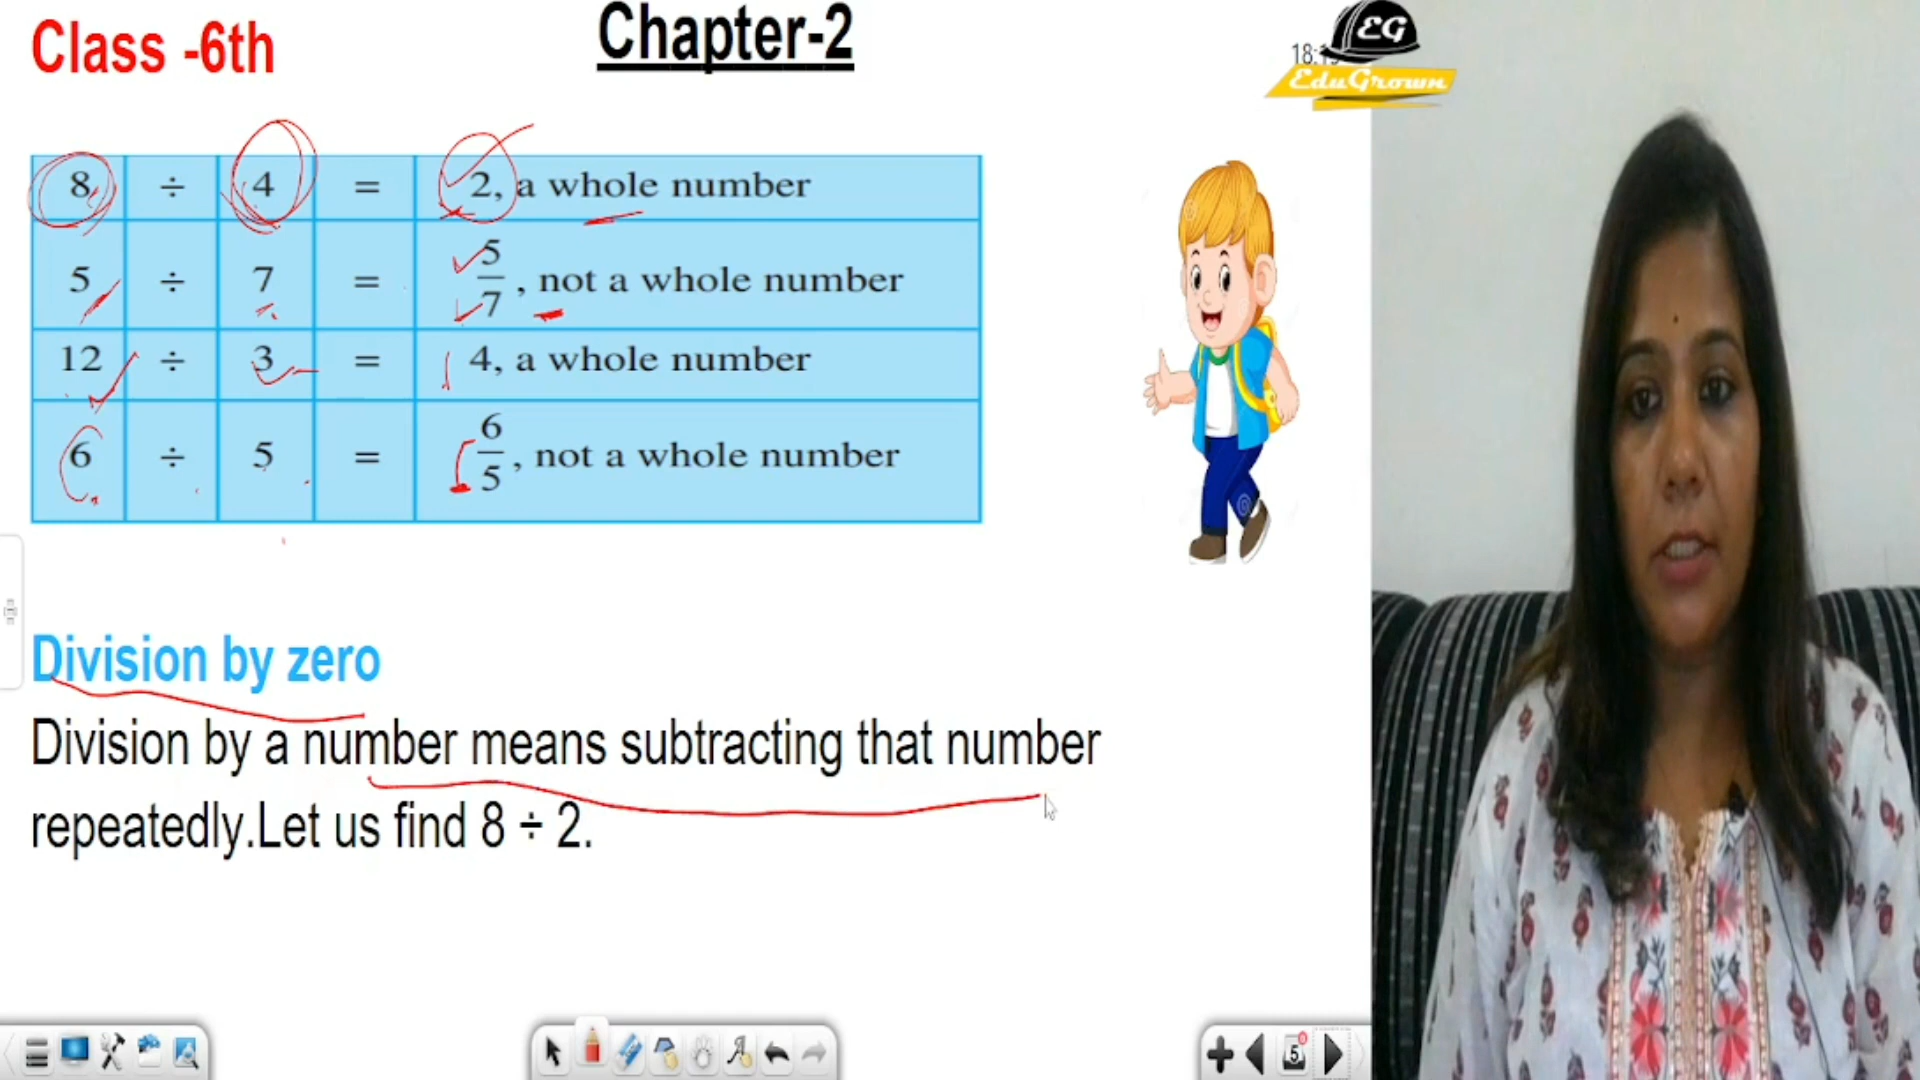 Class -6th
Chapter-2
EG
EduGrown
8 ÷ 4 = 2, a whole number
5 ÷ 7 = 5/7, not a whole number
12 ÷ 3 = 4, a whole number
6 ÷ 5 = 6/5, not a whole number
Division by zero
Division by a number means subtracting that number
repeatedly.Let us find 8 ÷ 2.
5